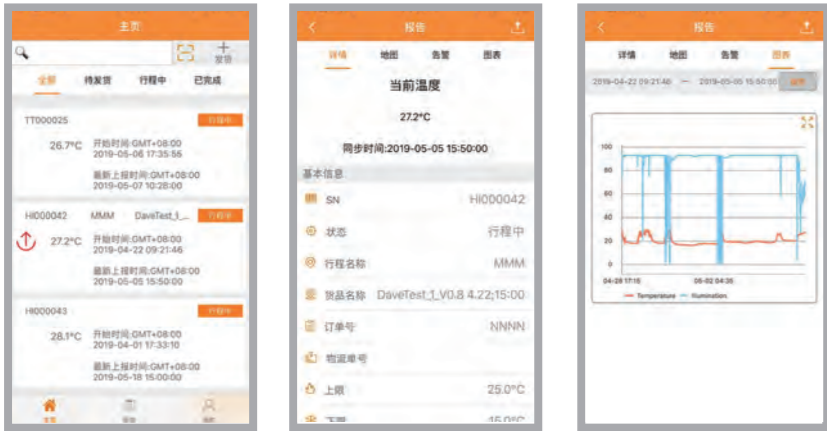 主页
发货
全部 待发货 行程中 已完成
TT000025 行程中
26.7°C 开始时间:GMT+08:00
2019-05-06 17:35:55
最新上报时间:GMT+08:00
2019-05-07 10:28:00
HI000042 MMM DaveTest_1_... 行程中
27.2°C 开始时间:GMT+08:00
2019-04-22 09:21:46
最新上报时间:GMT+08:00
2019-05-05 15:50:00
HI000043 行程中
28.1°C 开始时间:GMT+08:00
2019-04-01 17:33:10
最新上报时间:GMT+08:00
2019-05-18 15:00:00
主页
报告
详情 地图 告警 图表
当前温度
27.2°C
同步时间:2019-05-05 15:50:00
基本信息
SN HI000042
状态 行程中
行程名称 MMM
货品名称 DaveTest_1_V0.8 4.22;15:00
订单号 NNNN
物流单号
上限 25.0°C
下限 15.0°C
报告
详情 地图 告警 图表
2019-04-22 09:21:46 — 2019-05-05 15:50:00
100
80
60
40
20
0
04-28 17:15 05-02 04:35
Temperature Illumination